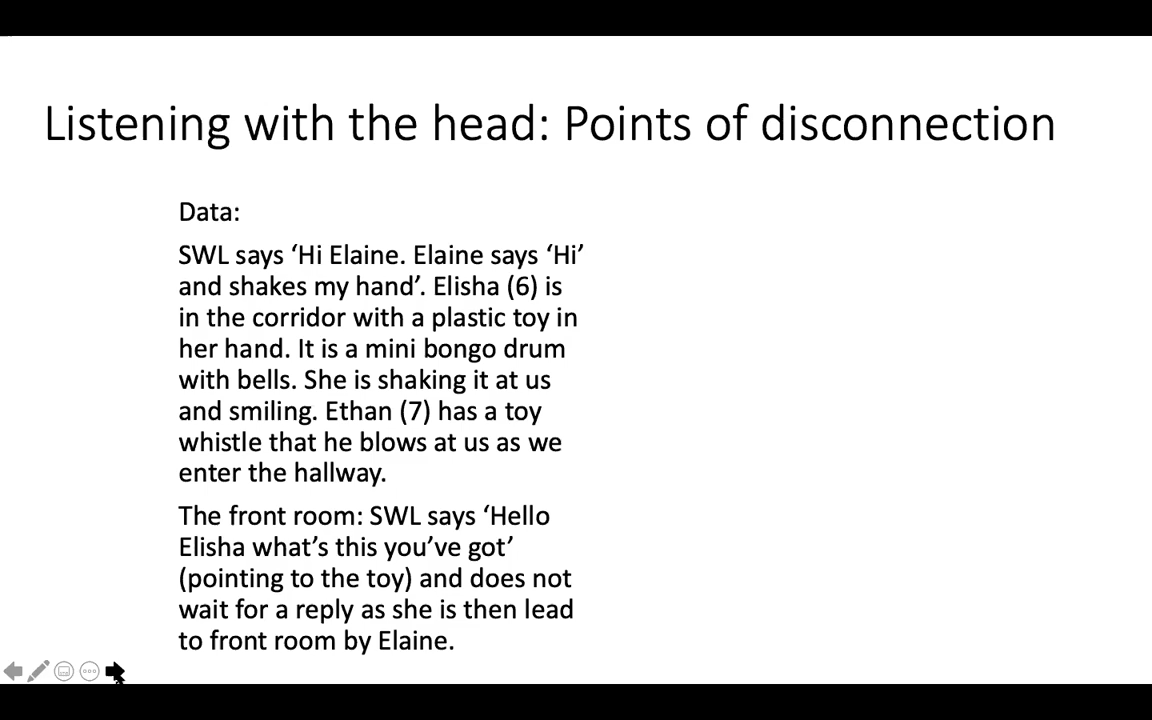 Listening with the head: Points of disconnection
Data:
SWL says ‘Hi Elaine. Elaine says ‘Hi’
and shakes my hand’. Elisha (6) is
in the corridor with a plastic toy in
her hand. It is a mini bongo drum
with bells. She is shaking it at us
and smiling. Ethan (7) has a toy
whistle that he blows at us as we
enter the hallway.
The front room: SWL says ‘Hello
Elisha what’s this you’ve got’
(pointing to the toy) and does not
wait for a reply as she is then lead
to front room by Elaine.